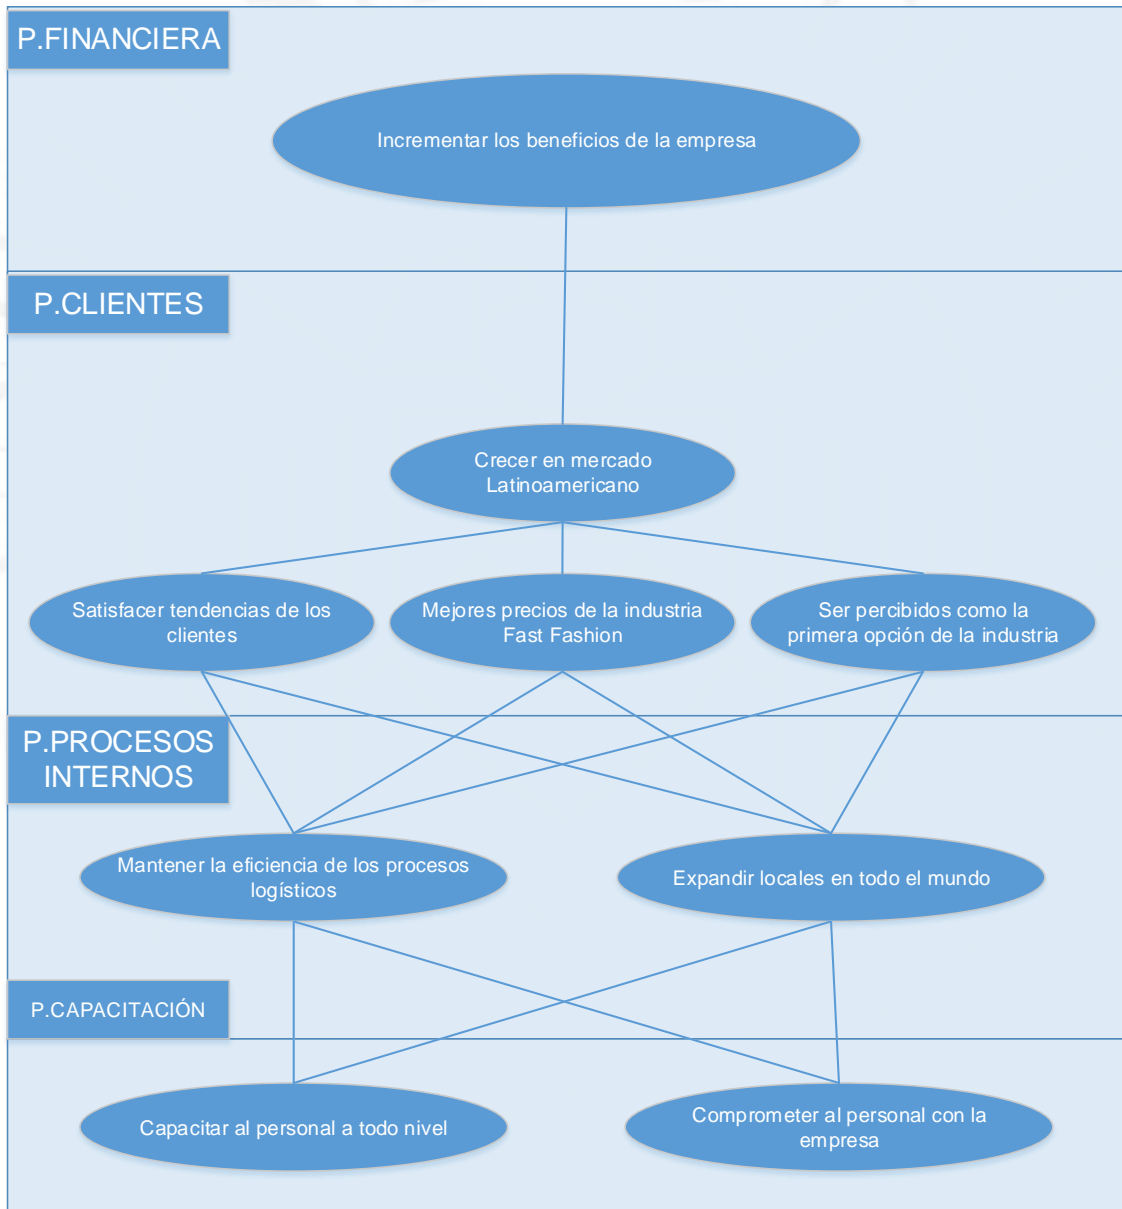 P.FINANCIERA
Incrementar los beneficios de la empresa
P.CLIENTES
Crecer en mercado
Latinoamericano
Satisfacer tendencias de los
clientes
Mejores precios de la industria
Fast Fashion
Ser percibidos como la
primera opción de la industria
P.PROCESOS
INTERNOS
Mantener la eficiencia de los procesos
logísticos
Expandir locales en todo el mundo
P.CAPACITACIÓN
Capacitar al personal a todo nivel
Comprometer al personal con la
empresa